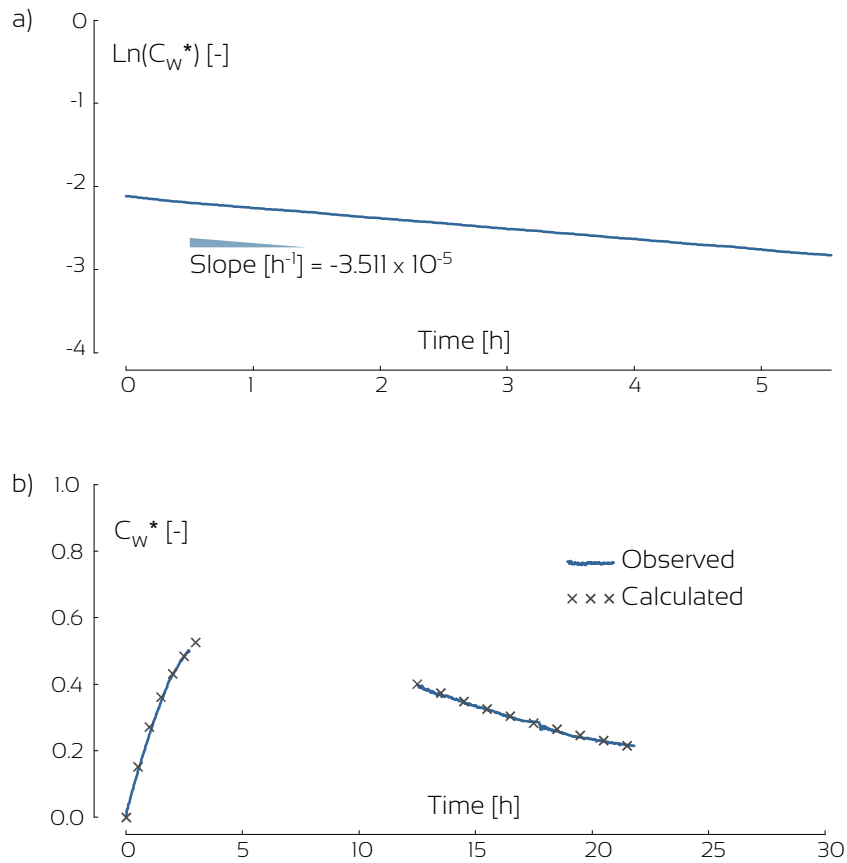 a)
0
Ln(C_W*) [-]
-1
-2
-3
Slope [h⁻¹] = -3.511 x 10⁻⁵
Time [h]
-4
0 1 2 3 4 5
b)
1.0
C_W* [-]
0.8
Observed
0.6
Calculated
0.4
0.2
Time [h]
0.0
0 5 10 15 20 25 30